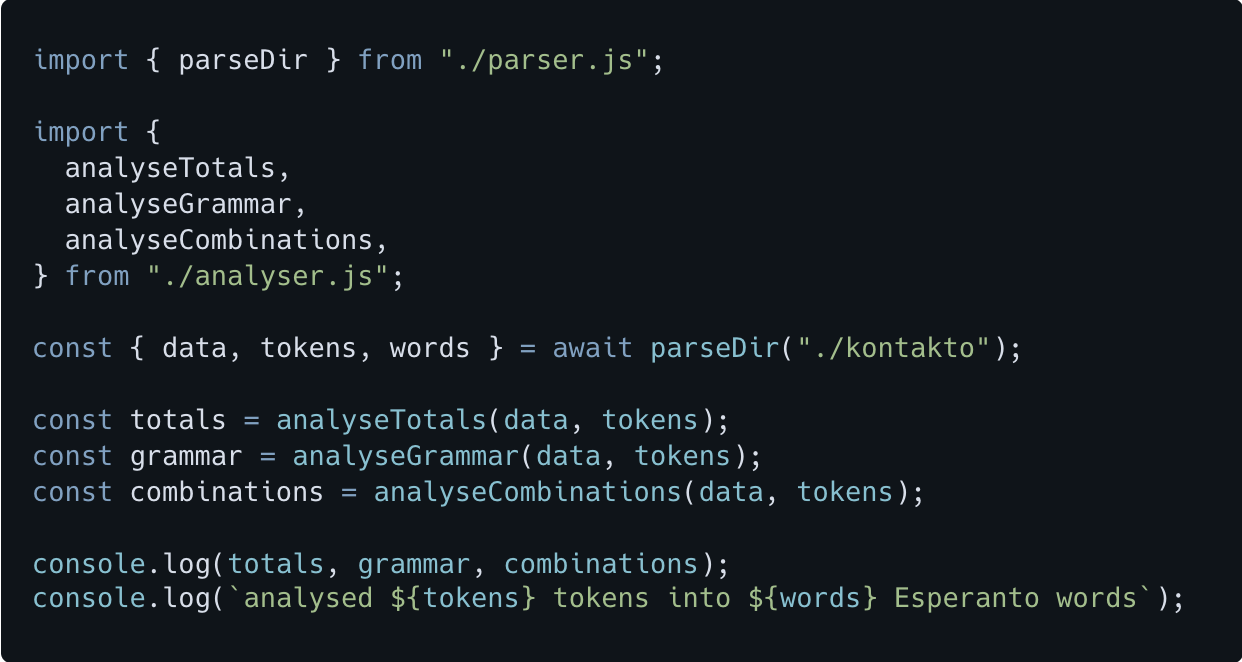 import { parseDir } from "./parser.js";
import {
  analyseTotals,
  analyseGrammar,
  analyseCombinations,
} from "./analyser.js";
const { data, tokens, words } = await parseDir("./kontakto");
const totals = analyseTotals(data, tokens);
const grammar = analyseGrammar(data, tokens);
const combinations = analyseCombinations(data, tokens);
console.log(totals, grammar, combinations);
console.log(`analysed ${tokens} tokens into ${words} Esperanto words`);